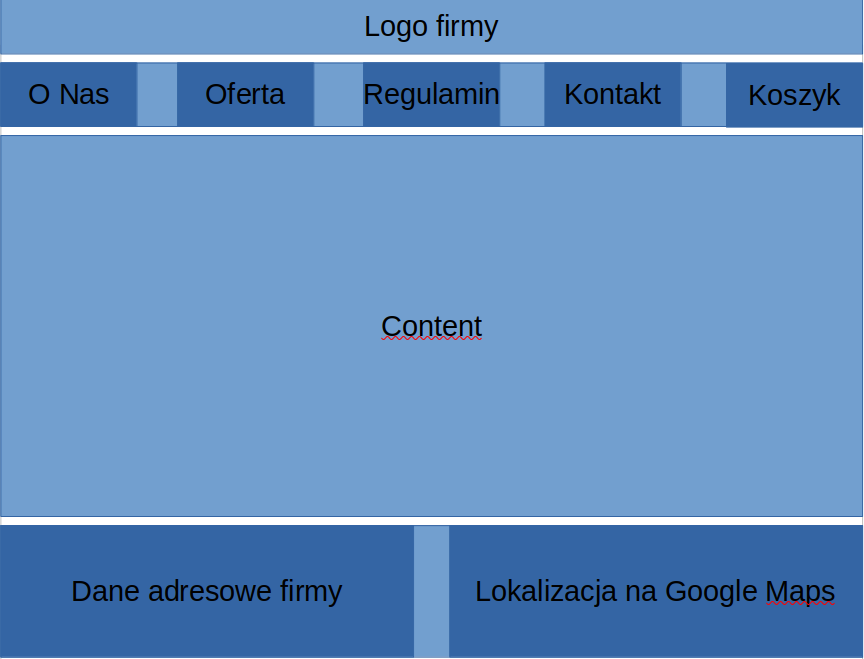 Logo firmy
O Nas
Oferta
Regulamin
Kontakt
Koszyk
Content
Dane adresowe firmy
Lokalizacja na Google Maps